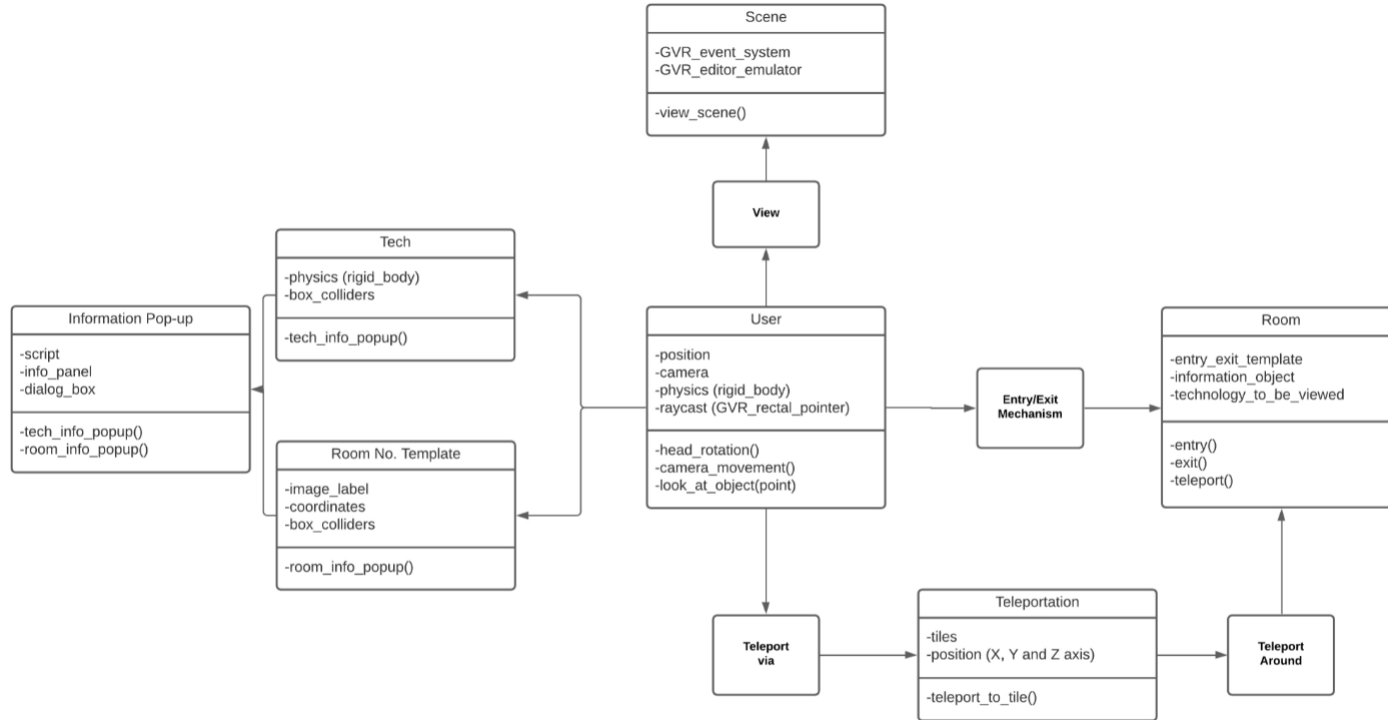 Scene
-GVR_event_system
-GVR_editor_emulator
-view_scene()
View
Tech
-physics (rigid_body)
-box_colliders
-tech_info_popup()
Information Pop-up
-script
-info_panel
-dialog_box
-tech_info_popup()
-room_info_popup()
Room No. Template
-image_label
-coordinates
-box_colliders
-room_info_popup()
User
-position
-camera
-physics (rigid_body)
-raycast (GVR_rectal_pointer)
-head_rotation()
-camera_movement()
-look_at_object(point)
Entry/Exit
Mechanism
Room
-entry_exit_template
-information_object
-technology_to_be_viewed
-entry()
-exit()
-teleport()
Teleport
via
Teleportation
-tiles
-position (X, Y and Z axis)
-teleport_to_tile()
Teleport
Around